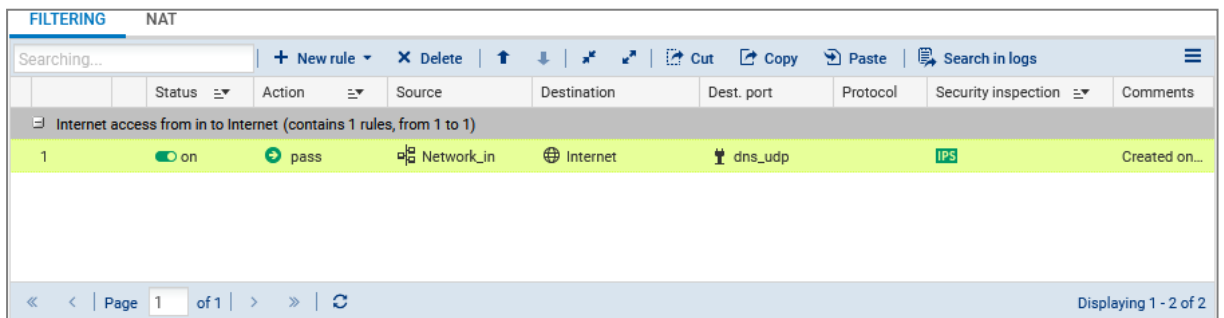 FILTERING NAT
Searching... + New rule Delete Cut Copy Paste Search in logs
Status Action Source Destination Dest. port Protocol Security inspection Comments
Internet access from in to Internet (contains 1 rules, from 1 to 1)
1 on pass Network_in Internet dns_udp IPS Created on...
« < Page 1 of 1 > » Displaying 1 - 2 of 2